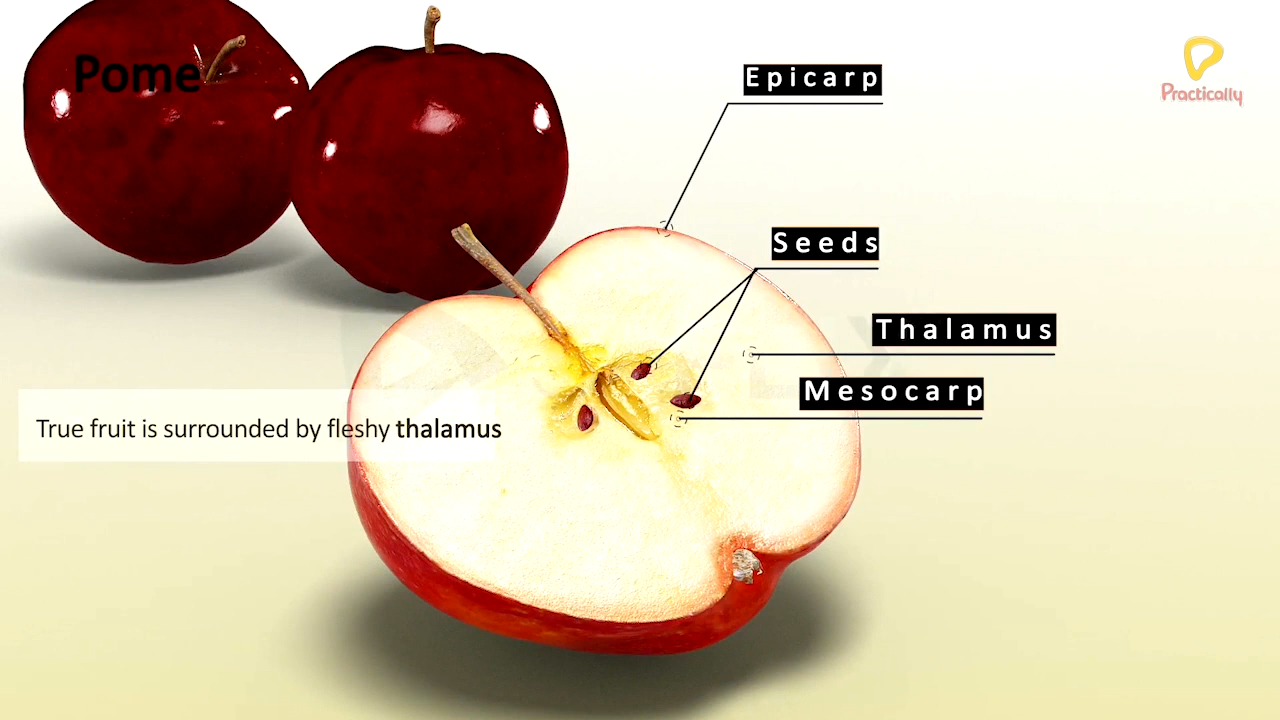 Pome
Epicarp
Practically
Seeds
Thalamus
Mesocarp
True fruit is surrounded by fleshy thalamus